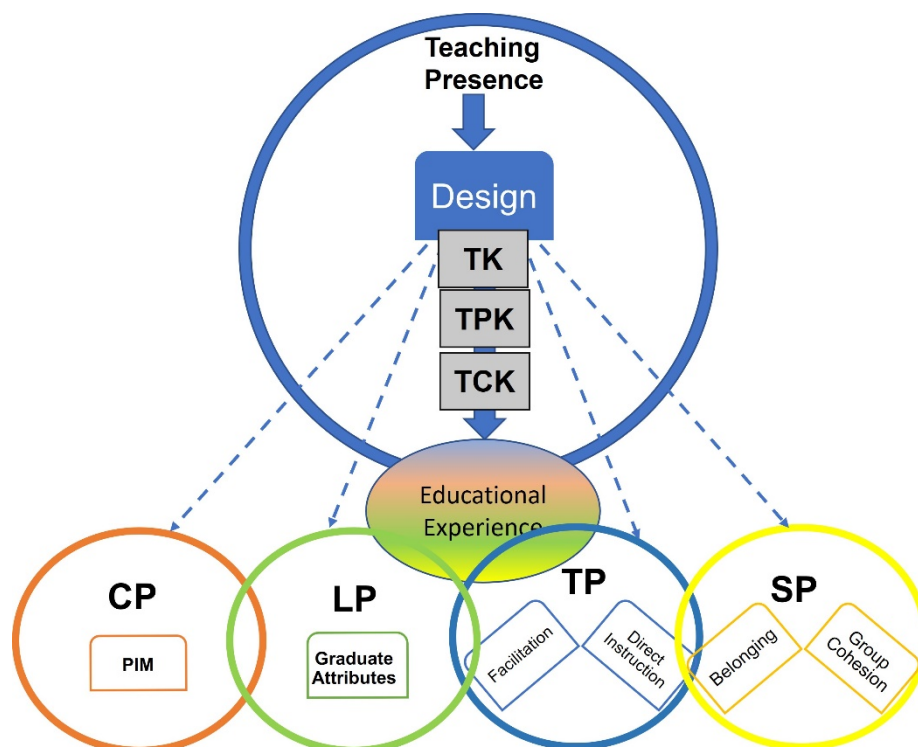 Teaching
Presence
Design
TK
TPK
TCK
Educational
Experience
CP
PIM
LP
Graduate
Attributes
TP
Facilitation
Direct
Instruction
SP
Belonging
Group
Cohesion